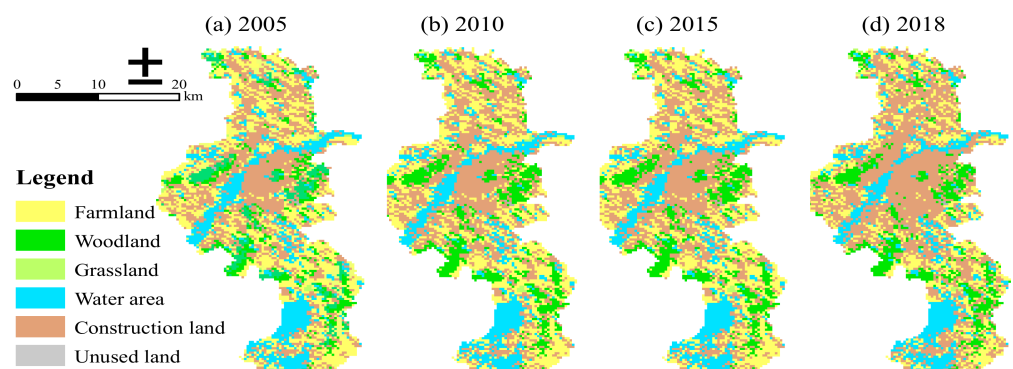 (a) 2005 (b) 2010 (c) 2015 (d) 2018
0 5 10 20
km
Legend
Farmland
Woodland
Grassland
Water area
Construction land
Unused land